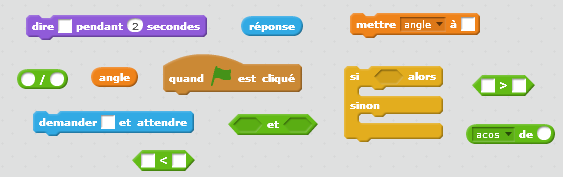 dire pendant 2 secondes
réponse
mettre angle à
/
angle
quand est cliqué
si alors
sinon
>
demander et attendre
et
acos de
<